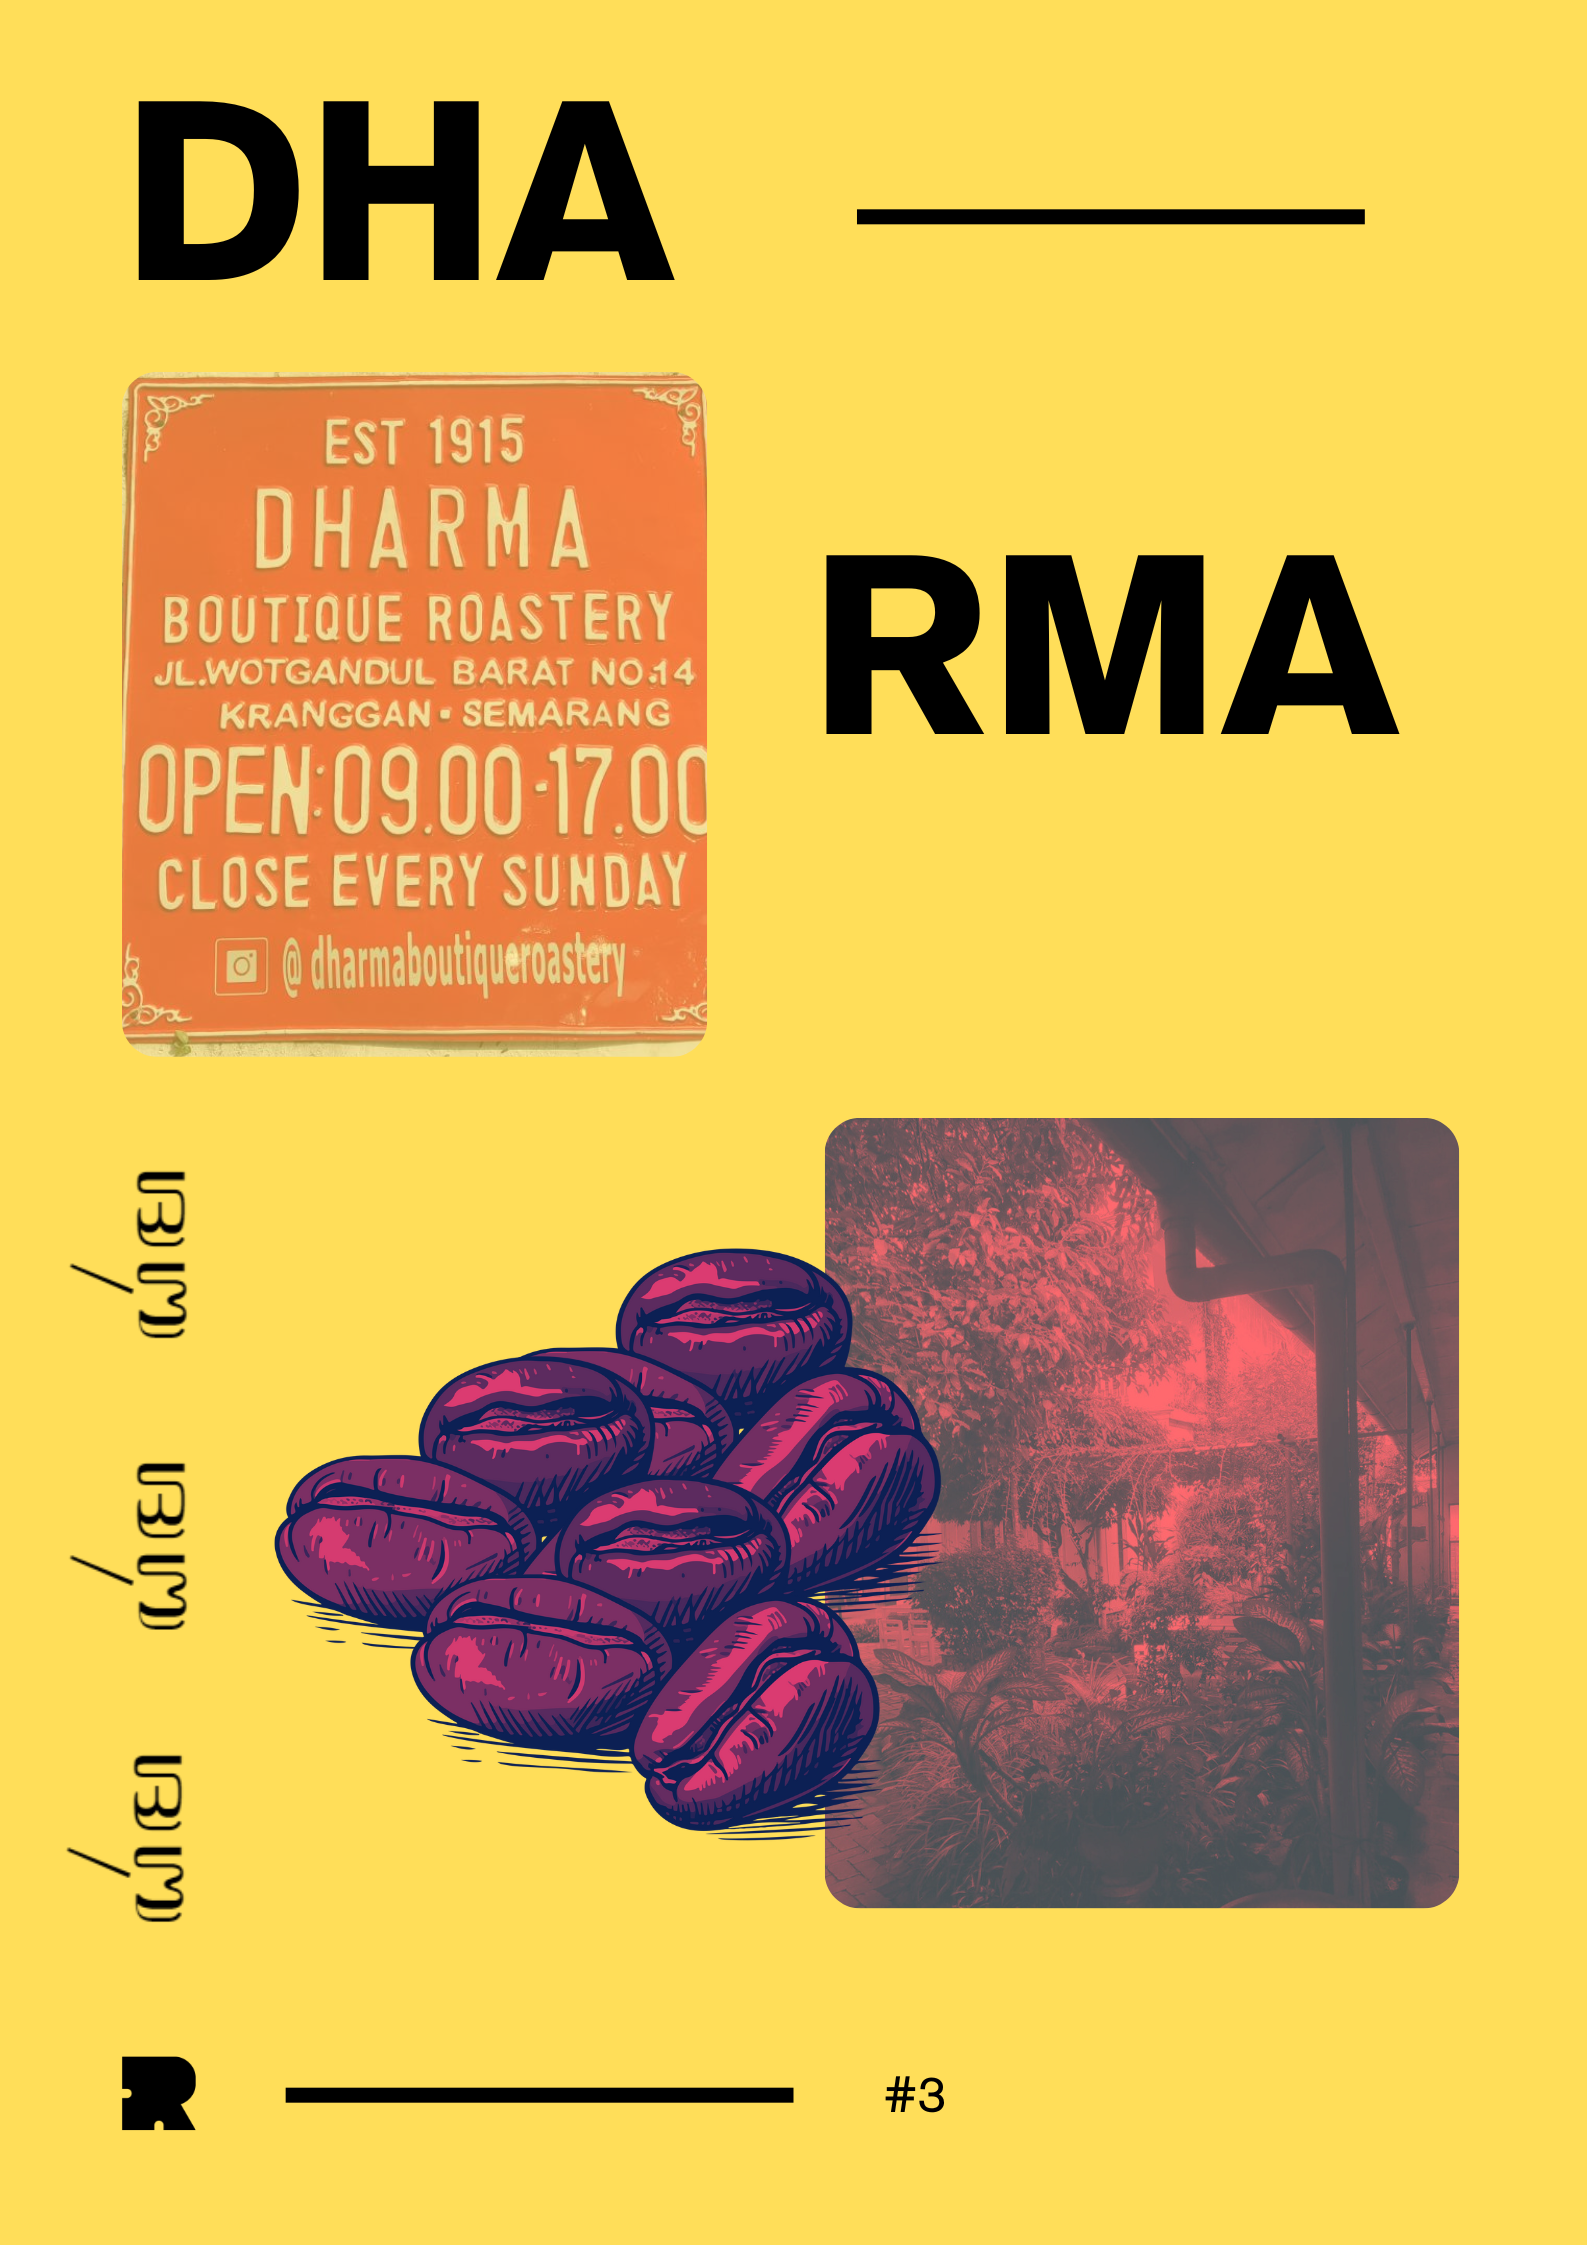 DHA
EST 1915
DHARMA
BOUTIQUE ROASTERY
JL.WOTGANDUL BARAT NO:14
KRANGGAN • SEMARANG
OPEN:09.00-17.00
CLOSE EVERY SUNDAY
@ dharmaboutiqueroastery
RMA
R
#3